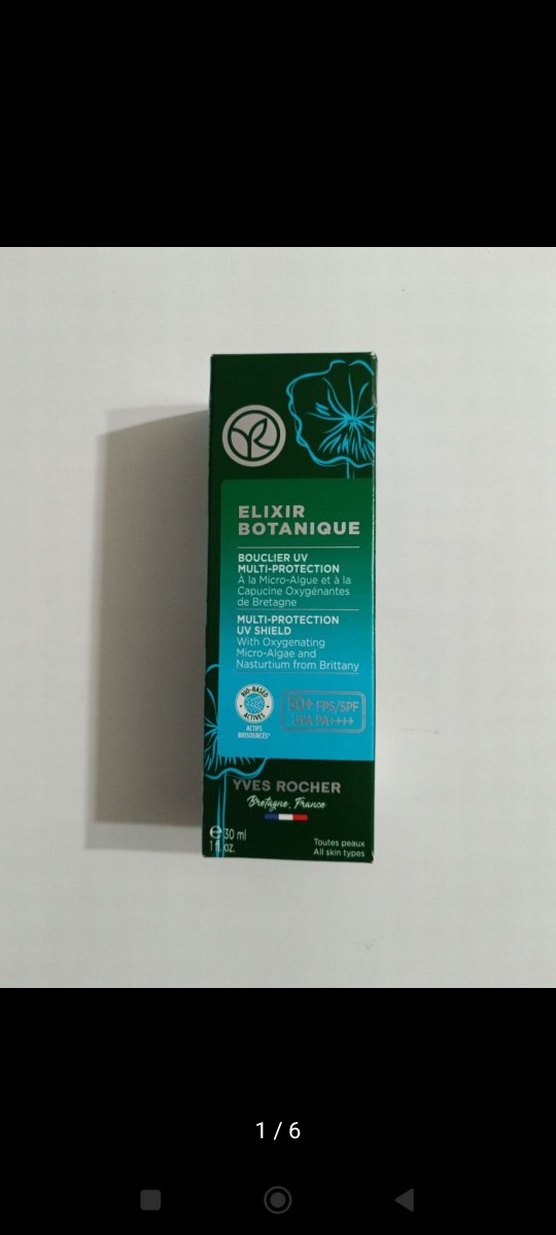 ELIXIR
BOTANIQUE
BOUCLIER UV
MULTI-PROTECTION
À la Micro-Algue et à la
Capucine Oxygénantes
de Bretagne
MULTI-PROTECTION
UV SHIELD
With Oxygenating
Micro-Algae and
Nasturtium from Brittany
BIO-BASED
ACTIVES
ACTIFS
BIOSOURCÉS*
50+ FPS/SPF
UVA PA++++
YVES ROCHER
Bretagne, France
e 30 ml
1 fl. oz.
Toutes peaux
All skin types
1 / 6